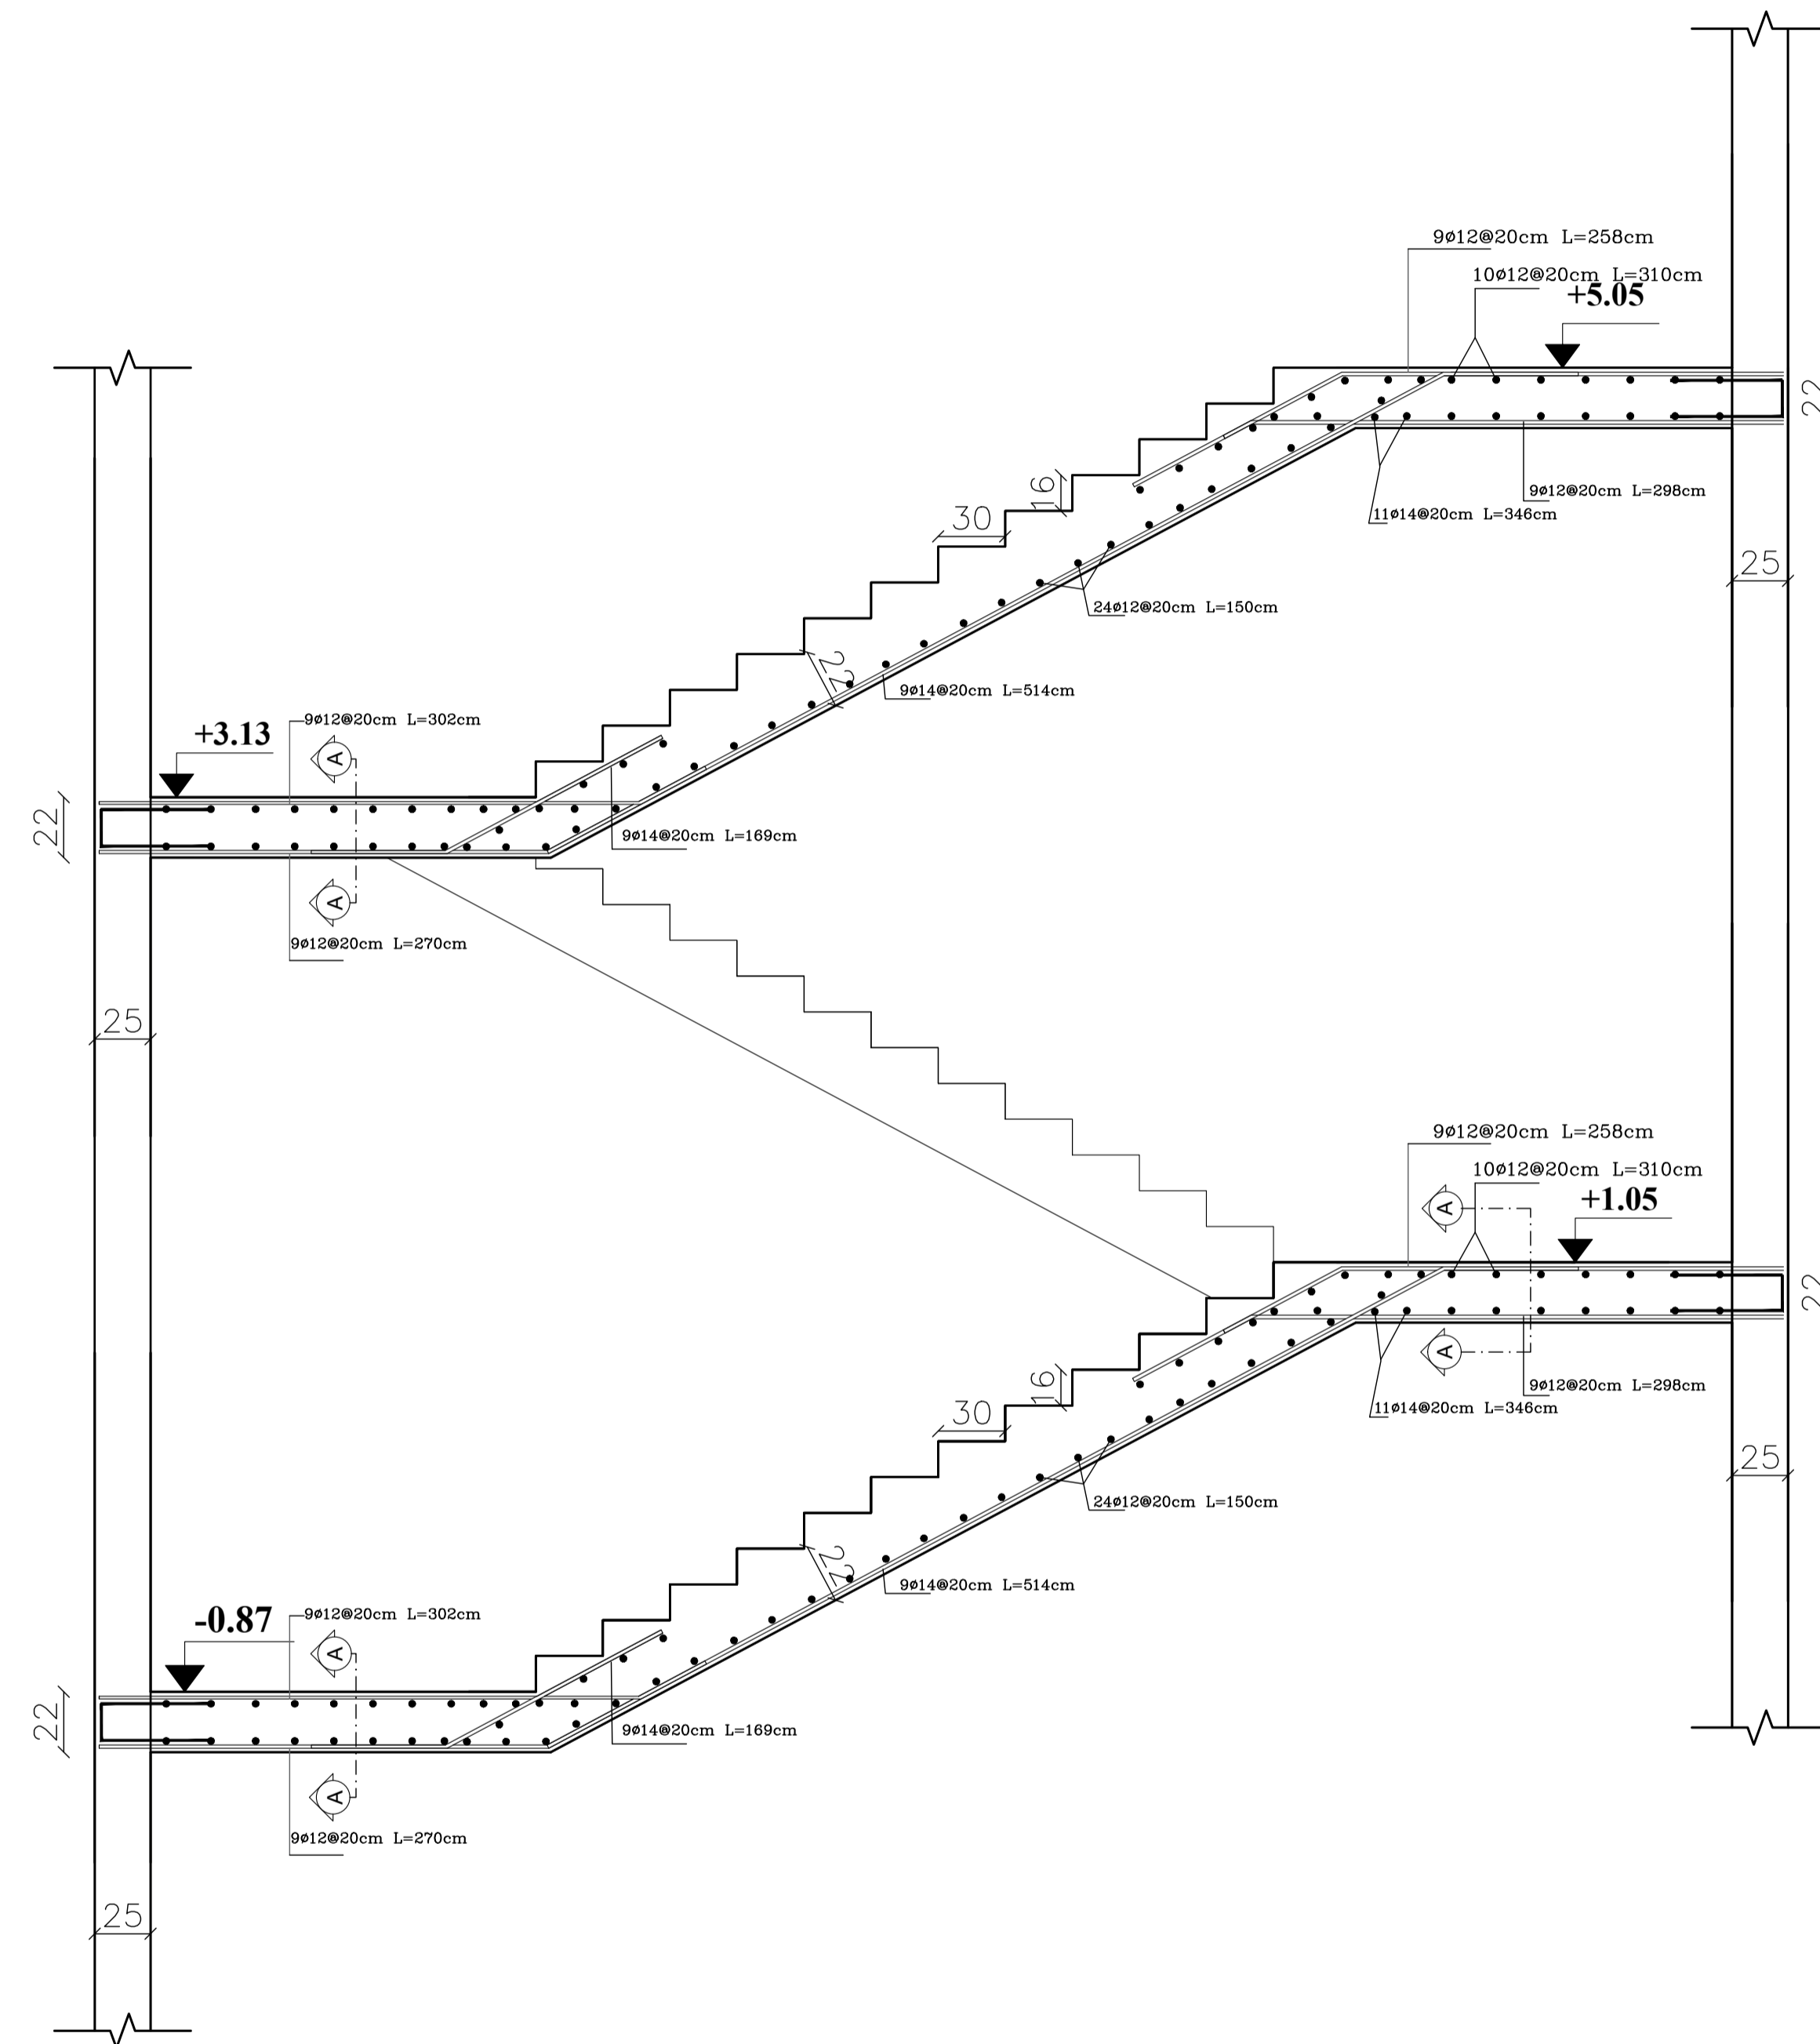 9ø12@20cm L=258cm
10ø12@20cm L=310cm
+5.05
22
9ø12@20cm L=298cm
11ø14@20cm L=346cm
16
30
25
24ø12@20cm L=150cm
22
9ø14@20cm L=514cm
+3.13
9ø12@20cm L=302cm
A
22
9ø14@20cm L=169cm
A
9ø12@20cm L=270cm
25
9ø12@20cm L=258cm
10ø12@20cm L=310cm
A
+1.05
22
A
9ø12@20cm L=298cm
11ø14@20cm L=346cm
16
30
25
24ø12@20cm L=150cm
22
9ø14@20cm L=514cm
-0.87
9ø12@20cm L=302cm
A
22
9ø14@20cm L=169cm
A
9ø12@20cm L=270cm
25